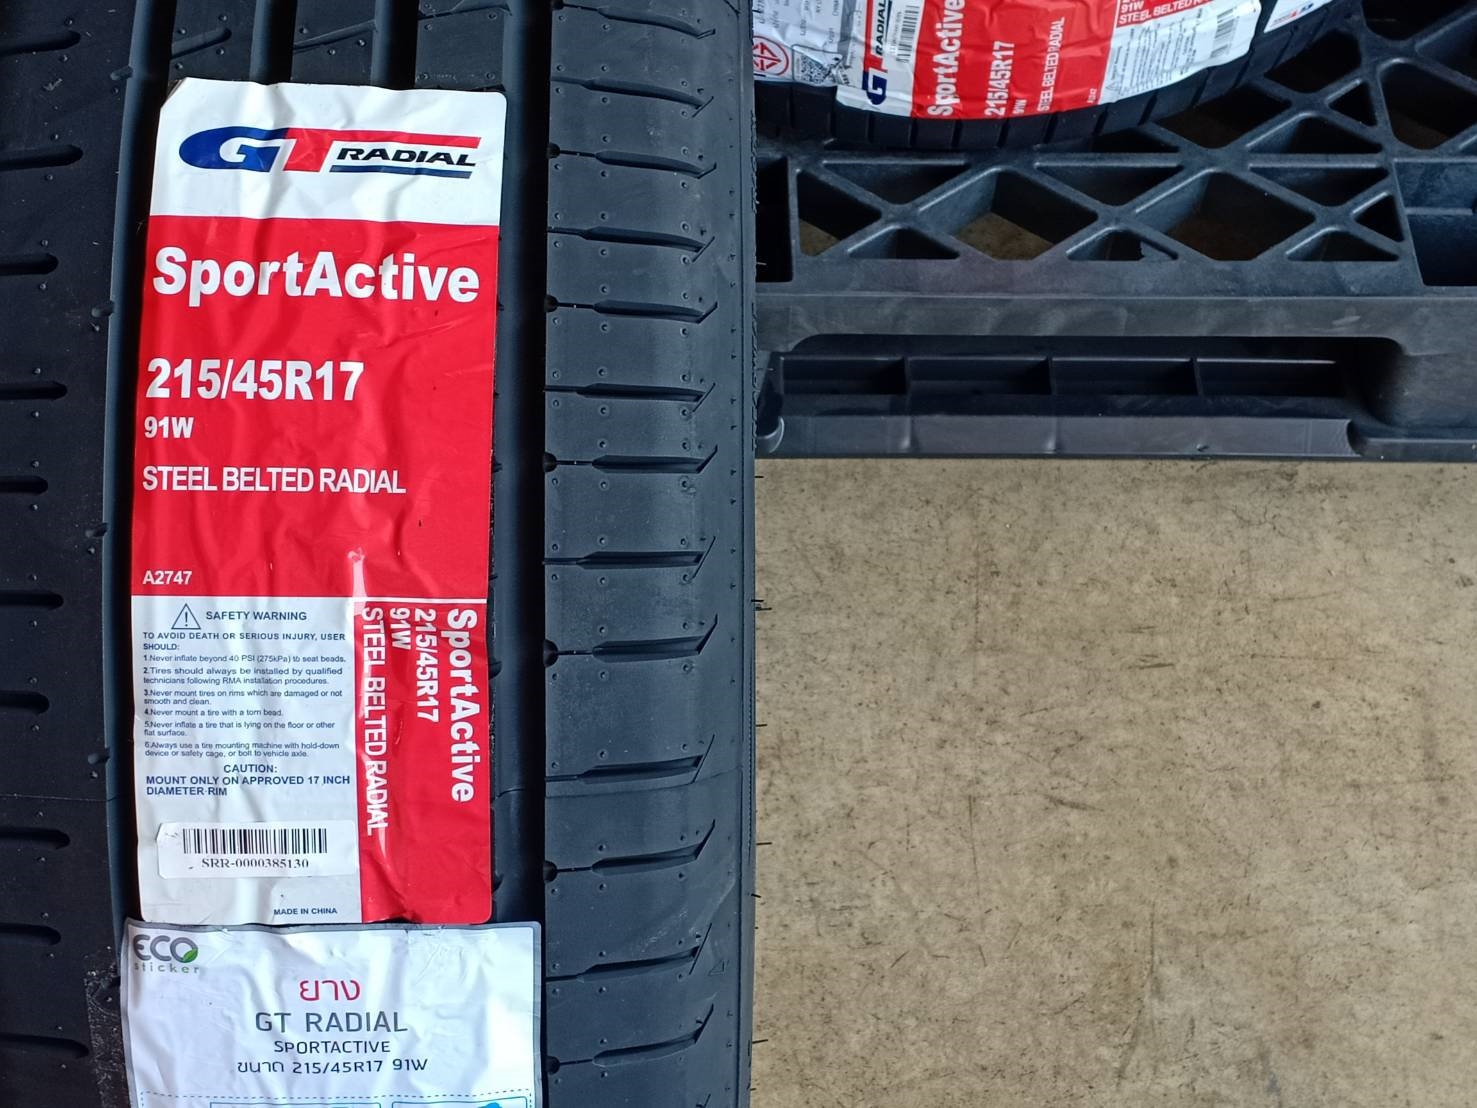 GT RADIAL
SportActive
215/45R17
91W
STEEL BELTED RADIAL
A2747
SAFETY WARNING
TO AVOID DEATH OR SERIOUS INJURY, USER
SHOULD:
1.Never inflate beyond 40 PSI (275kPa) to seat beads.
2.Tires should always be installed by qualified
technicians following RMA installation procedures.
3.Never mount tires on rims which are damaged or not
smooth and clean.
4.Never mount a tire with a torn bead.
5.Never inflate a tire that is lying on the floor or other
flat surface.
6.Always use a tire mounting machine with hold-down
device or safety cage, or bolt to vehicle axle.
CAUTION:
MOUNT ONLY ON APPROVED 17 INCH
DIAMETER RIM
SRR-0000385130
MADE IN CHINA
SportActive
215/45R17
91W
STEEL BELTED RADIAL
ECO
sticker
ยาง
GT RADIAL
SPORTACTIVE
ขนาด 215/45R17 91W
GT RADIAL
SportActive
215/45R17
91W
STEEL BELTED RADIAL
A2747
91W
STEEL BELTED RADIAL